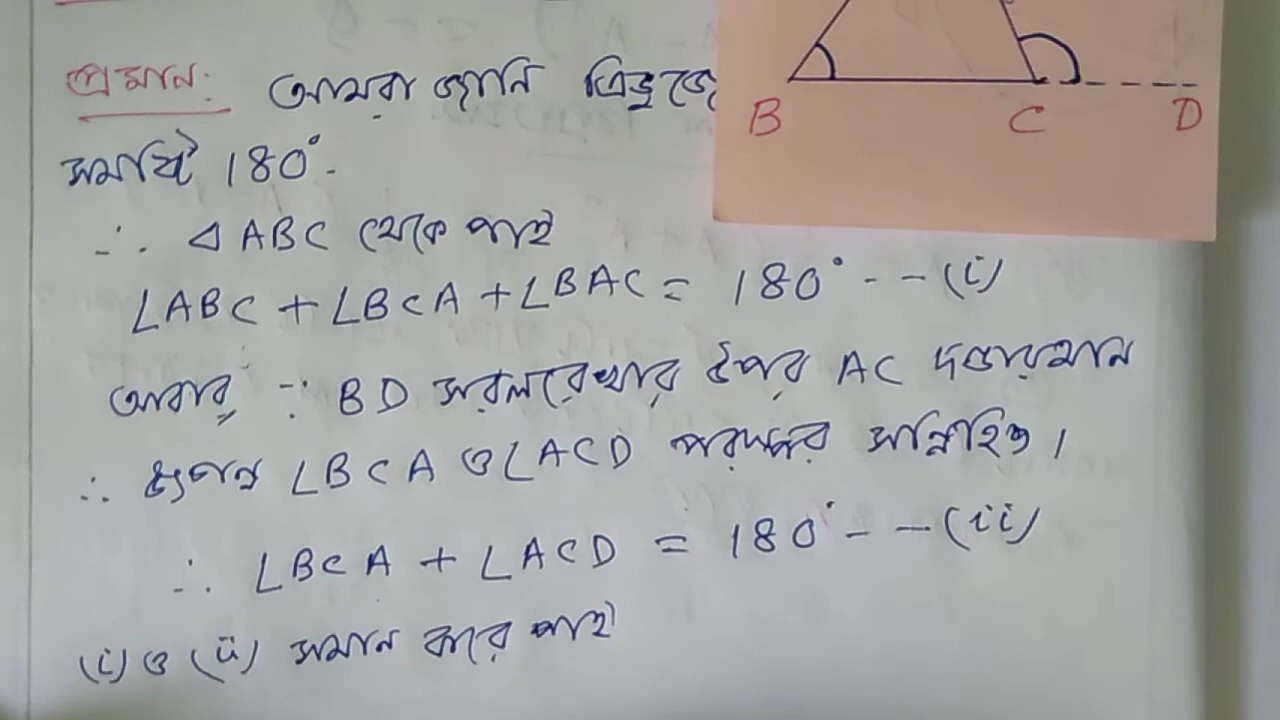 প্রমান: আমরা জানি ত্রিভুজে
সমষ্টি 180°.
∴ △ABC থেকে পাই
∠ABC + ∠BCA + ∠BAC = 180° - - (i)
আবার, ∵ BD সরলরেখার উপর AC দণ্ডায়মান
∴ ∠BCA ও ∠ACD পরস্পর সন্নিহিত।
∴ ∠BCA + ∠ACD = 180° - - (ii)
(i) ও (ii) সমান করে পাই
B C D